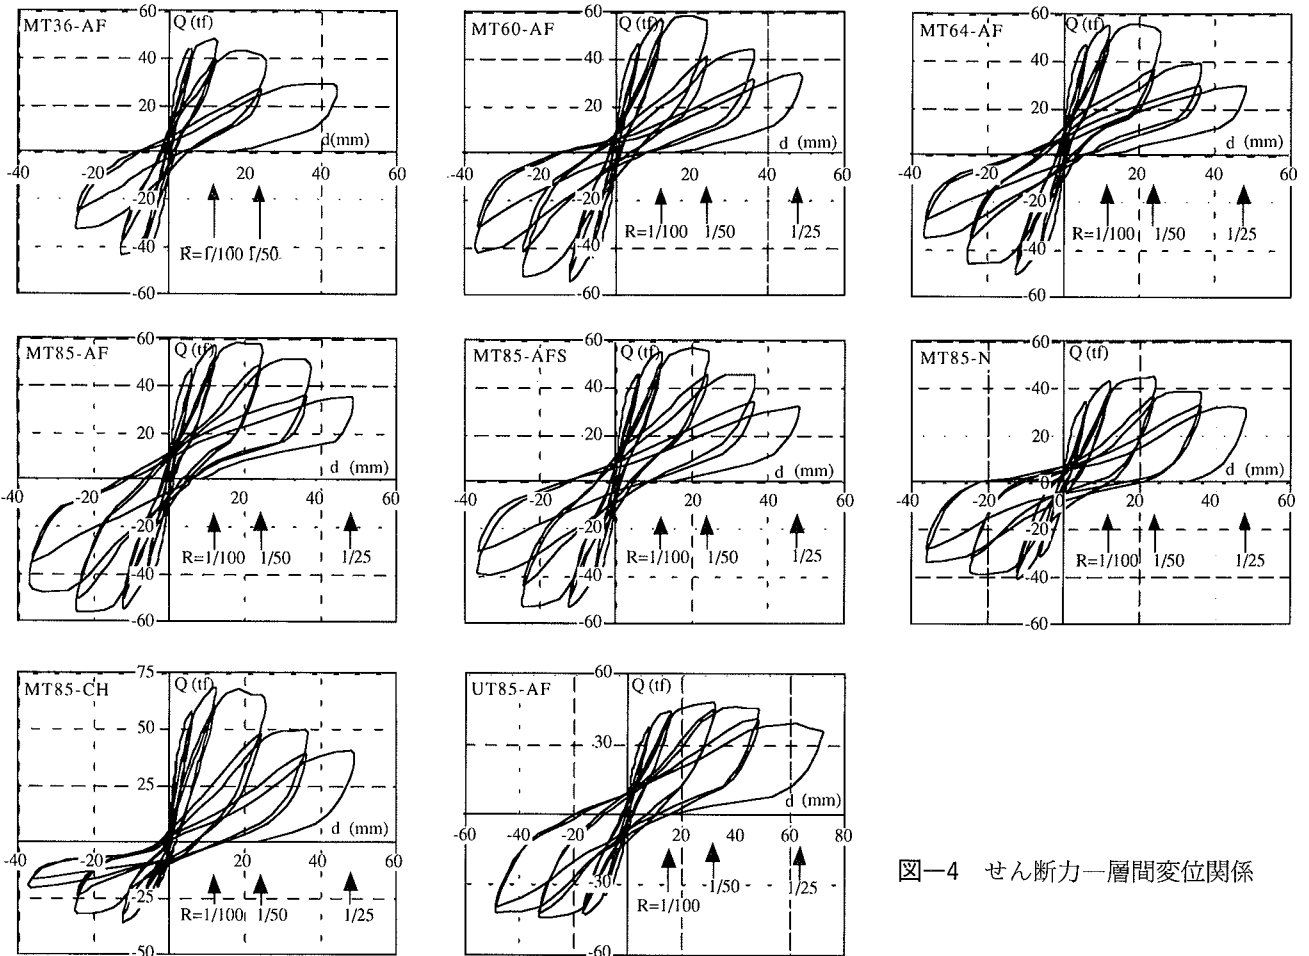 MT36-AF
Q (tf)
60
40
20
d(mm)
-40
-20
20
40
60
-20
-40
-60
R=1/100 1/50
MT60-AF
Q (tf)
60
40
20
d (mm)
-40
-20
20
40
60
-20
-40
-60
R=1/100 1/50 1/25
MT64-AF
Q (tf)
60
40
20
d (mm)
-40
-20
20
40
60
-20
-40
-60
R=1/100 1/50 1/25
MT85-AF
Q (tf)
60
40
20
d (mm)
-40
-20
20
40
60
-20
-40
-60
R=1/100 1/50 1/25
MT85-AFS
Q (tf)
60
40
20
d (mm)
-40
-20
20
40
60
-20
-40
-60
R=1/100 1/50 1/25
MT85-N
Q (tf)
60
40
20
0
d (mm)
-40
-20
0
20
40
60
-20
-40
-60
R=1/100 1/50 1/25
MT85-CH
Q (tf)
75
50
25
d (mm)
-40
-20
20
40
60
-25
-50
R=1/100 1/50 1/25
UT85-AF
Q (tf)
60
30
d (mm)
-60
-40
-20
20
40
60
80
-30
-60
1/50 1/25
R=1/100
図—4 せん断力—層間変位関係